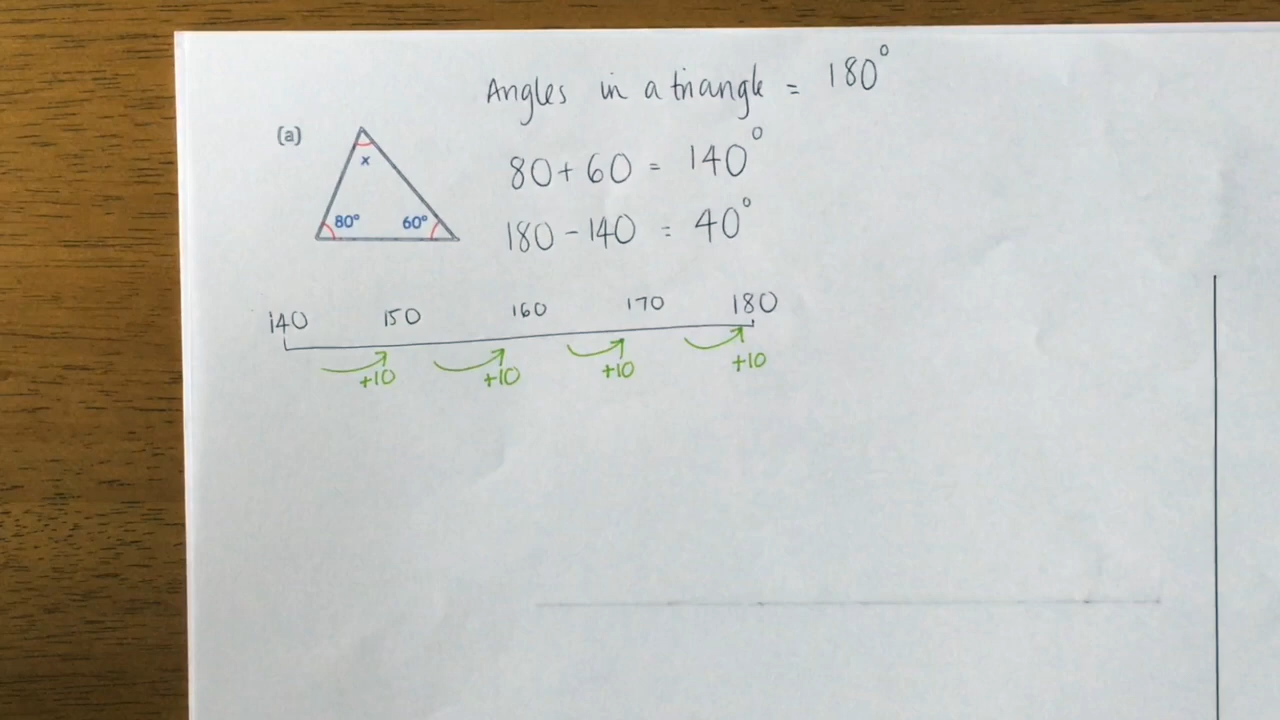 Angles in a triangle = 180°
(a)
x
80°
60°
80 + 60 = 140°
180 - 140 = 40°
140 150 160 170 180
+10 +10 +10 +10